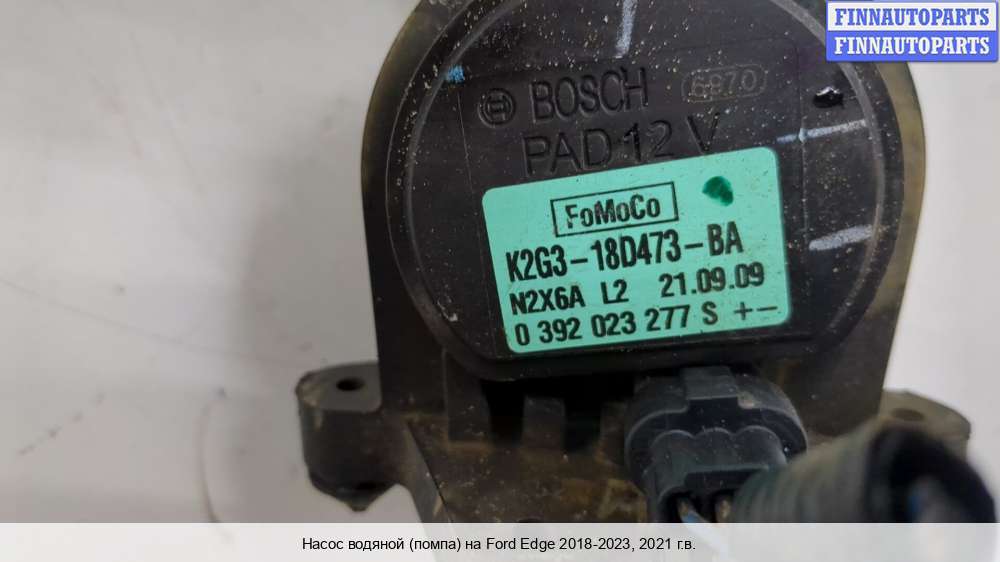 FINNAUTOPARTS
FINNAUTOPARTS
BOSCH 6970
PAD 12 V
FoMoCo
K2G3-18D473-BA
N2X6A L2 21.09.09
0 392 023 277 S + -
Насос водяной (помпа) на Ford Edge 2018-2023, 2021 г.в.